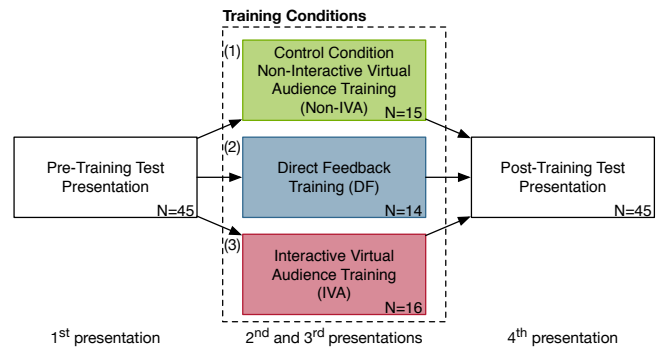 Training Conditions
(1)
Control Condition
Non-Interactive Virtual
Audience Training
(Non-IVA)
N=15
Pre-Training Test
Presentation
N=45
(2)
Direct Feedback
Training (DF)
N=14
Post-Training Test
Presentation
N=45
(3)
Interactive Virtual
Audience Training
(IVA)
N=16
1st presentation
2nd and 3rd presentations
4th presentation